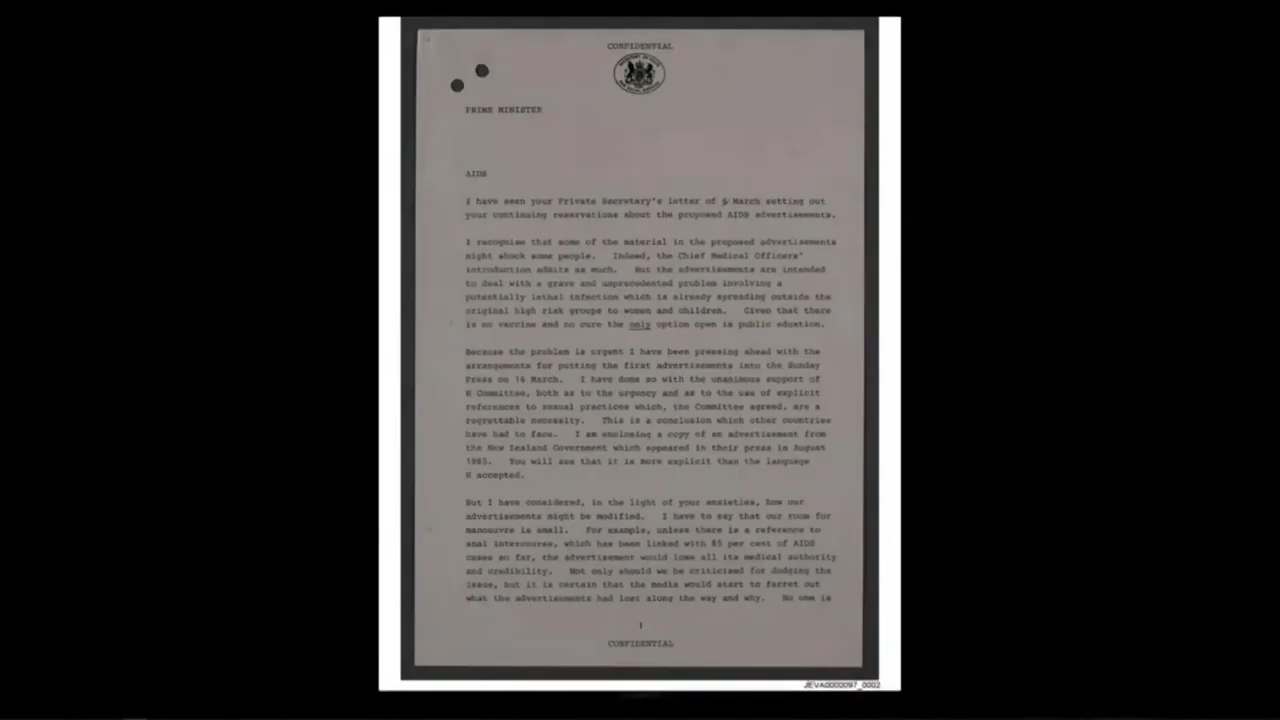 CONFIDENTIAL
PRIME MINISTER
AIDS
I have seen your Private Secretary's letter of 6 March setting out
your continuing reservations about the proposed AIDS advertisements.
I recognise that some of the material in the proposed advertisements
might shock some people. Indeed, the Chief Medical Officers'
introduction admits as much. But the advertisements are intended
to deal with a grave and unprecedented problem involving a
potentially lethal infection which is already spreading outside the
original high risk groups to women and children. Given that there
is no vaccine and no cure the only option open is public eduation.
Because the problem is urgent I have been pressing ahead with the
arrangements for putting the first advertisements into the Sunday
Press on 16 March. I have done so with the unanimous support of
H Committee, both as to the urgency and as to the use of explicit
references to sexual practices which, the Committee agreed, are a
regrettable necessity. This is a conclusion which other countries
have had to face. I am enclosing a copy of an advertisement from
the New Zealand Government which appeared in their press in August
1985. You will see that it is more explicit than the language
H accepted.
But I have considered, in the light of your anxieties, how our
advertisements might be modified. I have to say that our room for
manouvre is small. For example, unless there is a reference to
anal intercourse, which has been linked with 85 per cent of AIDS
cases so far, the advertisement would lose all its medical authority
and credibility. Not only should we be criticised for dodging the
issue, but it is certain that the media would start to ferret out
what the advertisements had lost along the way and why. No one is
1
CONFIDENTIAL
JEVA0000097_0002